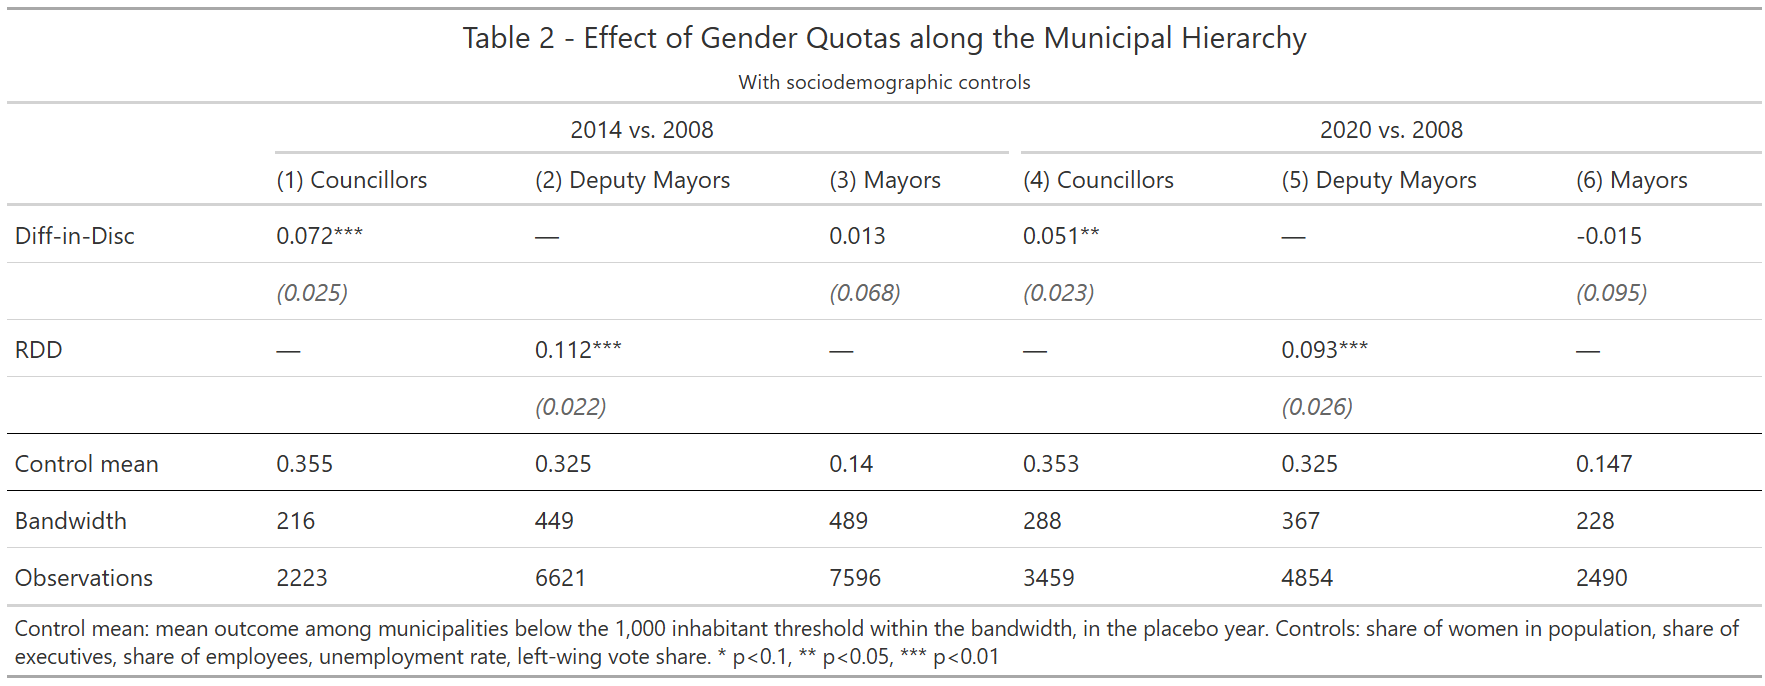 Table 2 - Effect of Gender Quotas along the Municipal Hierarchy
With sociodemographic controls
2014 vs. 2008 2020 vs. 2008
(1) Councillors (2) Deputy Mayors (3) Mayors (4) Councillors (5) Deputy Mayors (6) Mayors
Diff-in-Disc 0.072*** — 0.013 0.051** — -0.015
(0.025) (0.068) (0.023) (0.095)
RDD — 0.112*** — — 0.093*** —
(0.022) (0.026)
Control mean 0.355 0.325 0.14 0.353 0.325 0.147
Bandwidth 216 449 489 288 367 228
Observations 2223 6621 7596 3459 4854 2490
Control mean: mean outcome among municipalities below the 1,000 inhabitant threshold within the bandwidth, in the placebo year. Controls: share of women in population, share of
executives, share of employees, unemployment rate, left-wing vote share. * p<0.1, ** p<0.05, *** p<0.01